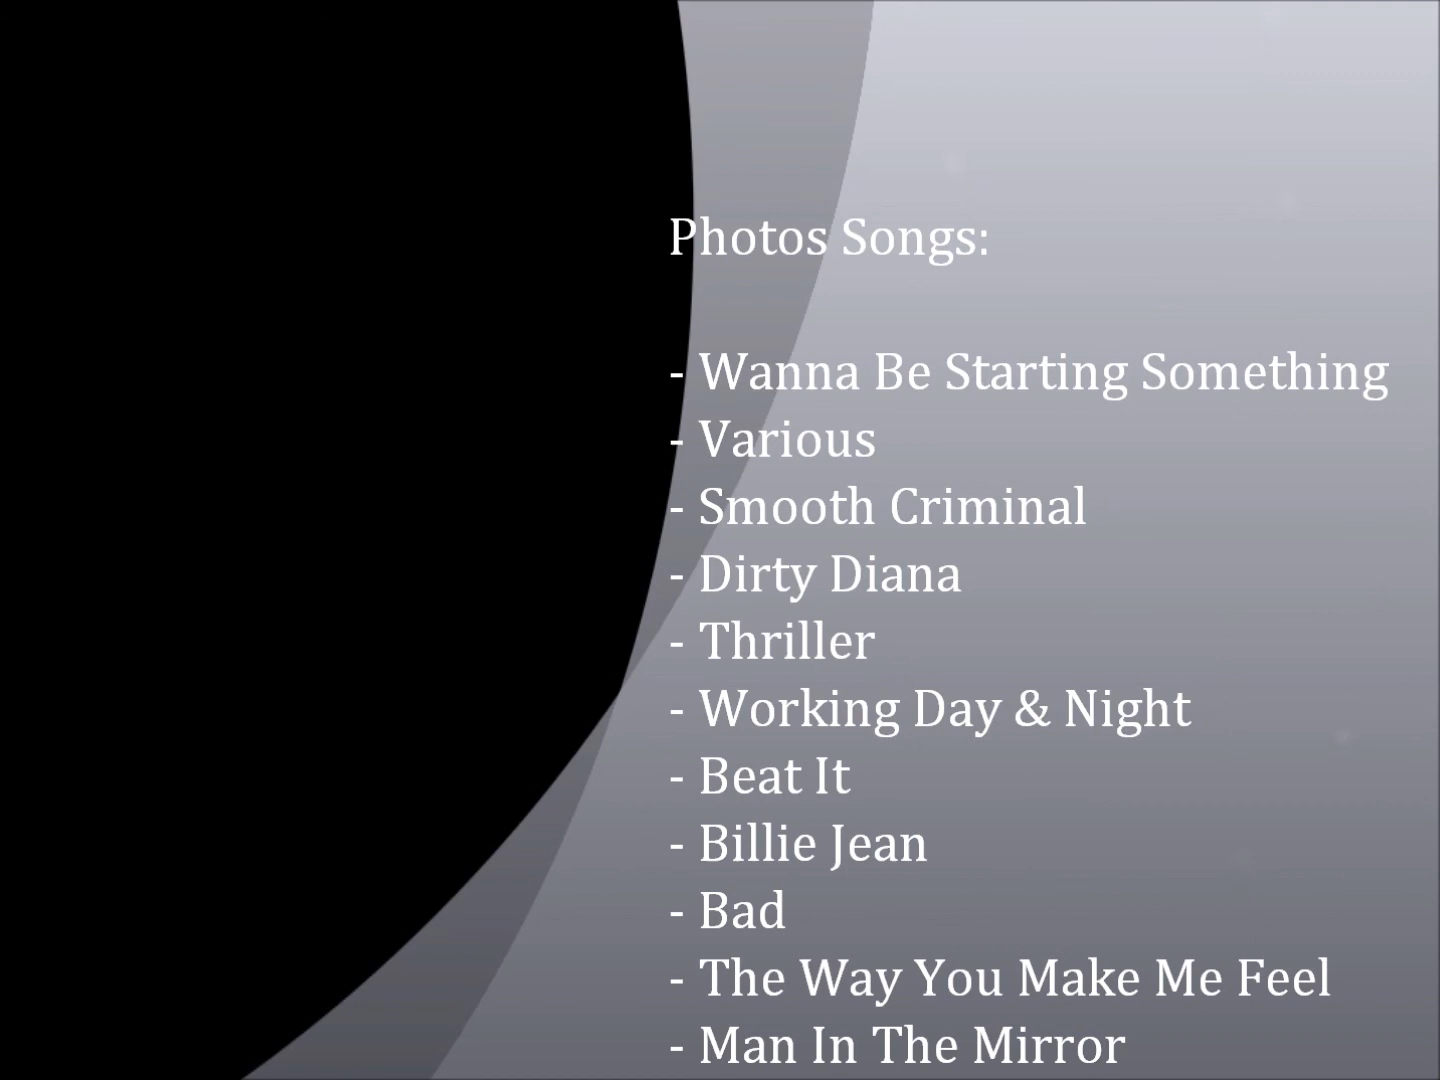 Photos Songs:
- Wanna Be Starting Something
- Various
- Smooth Criminal
- Dirty Diana
- Thriller
- Working Day & Night
- Beat It
- Billie Jean
- Bad
- The Way You Make Me Feel
- Man In The Mirror